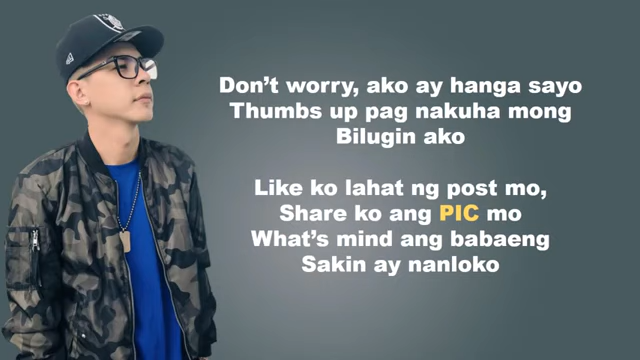 Don't worry, ako ay hanga sayo
Thumbs up pag nakuha mong
Bilugin ako
Like ko lahat ng post mo,
Share ko ang PIC mo
What's mind ang babaeng
Sakin ay nanloko